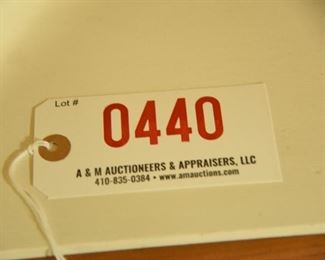 Lot #
0440
A & M AUCTIONEERS & APPRAISERS, LLC
410-835-0384 • www.amauctions.com